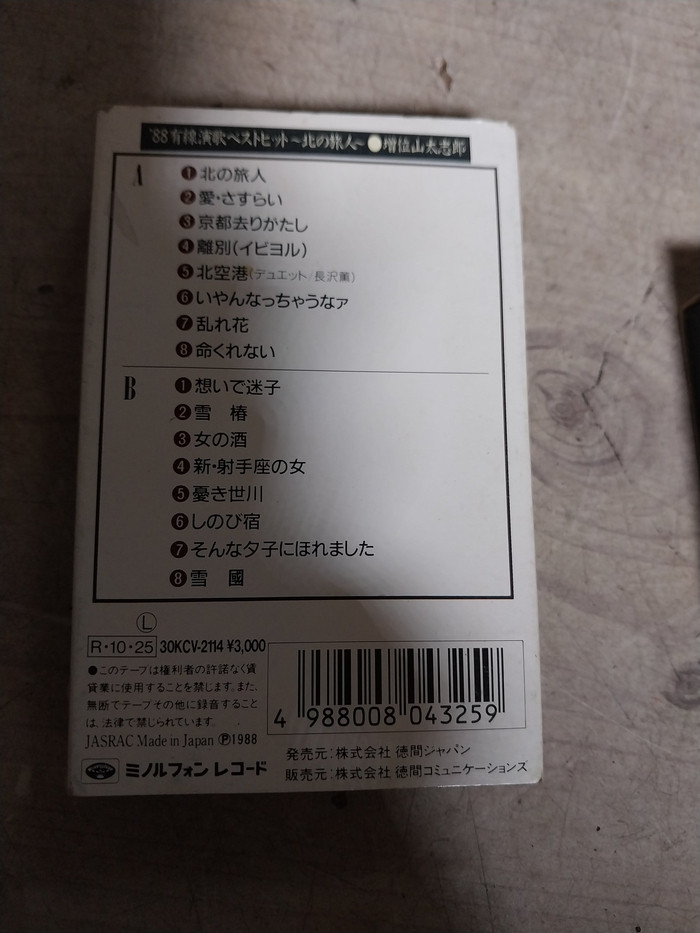 '88有線演歌ベストヒット~北の旅人~●増位山太志郎
A
❶北の旅人
❷愛・さすらい
❸京都去りがたし
❹離別(イビヨル)
❺北空港(デュエット/長沢薫)
❻いやんなっちゃうなァ
❼乱れ花
❽命くれない
B
❶想いで迷子
❷雪 椿
❸女の酒
❹新・射手座の女
❺憂き世川
❻しのび宿
❼そんな夕子にほれました
❽雪 國
Ⓛ
R・10・25 30KCV-2114 ¥3,000
●このテープは権利者の許諾なく賃
貸業に使用することを禁じます。また、
無断でテープその他に録音すること
は、法律で禁じられています。
JASRAC Made in Japan Ⓟ1988
ミノルフォン レコード
4 988008 043259
発売元:株式会社 徳間ジャパン
販売元:株式会社 徳間コミュニケーションズ